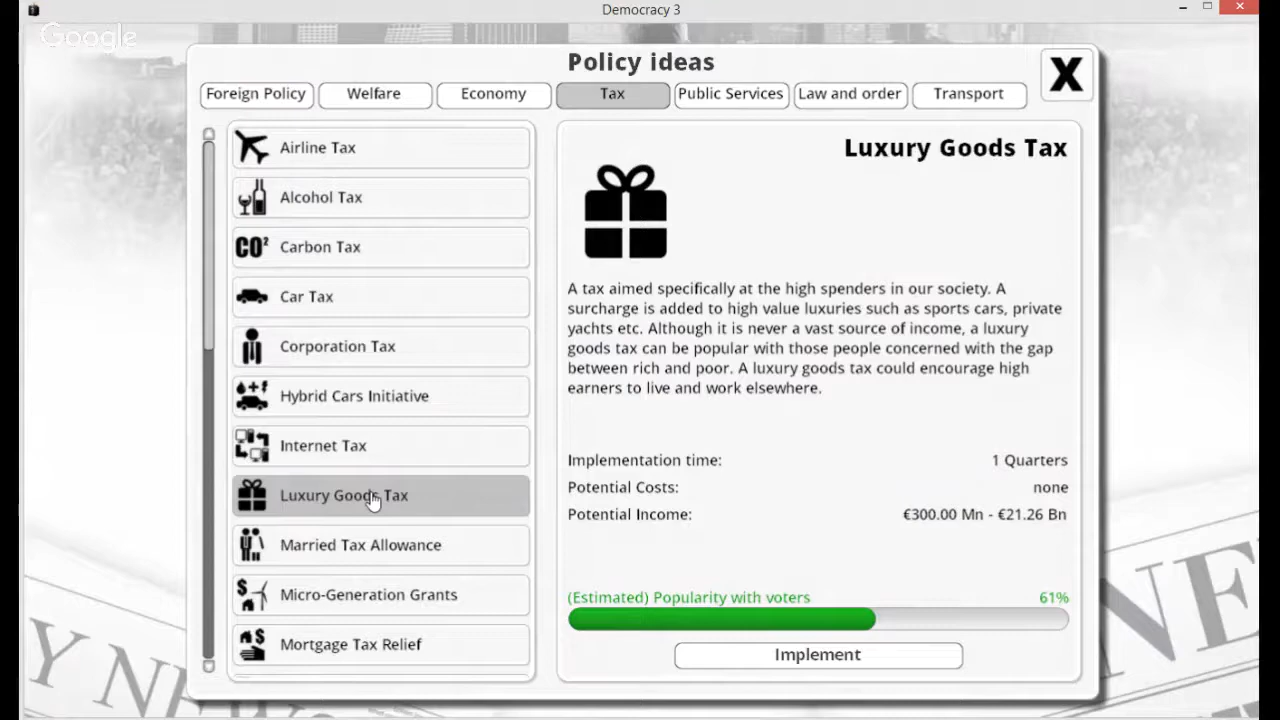 Democracy 3
Google
Policy ideas
X
Foreign Policy
Welfare
Economy
Tax
Public Services
Law and order
Transport
Airline Tax
Alcohol Tax
CO² Carbon Tax
Car Tax
Corporation Tax
Hybrid Cars Initiative
Internet Tax
Luxury Goods Tax
Married Tax Allowance
Micro-Generation Grants
Mortgage Tax Relief
Luxury Goods Tax
A tax aimed specifically at the high spenders in our society. A
surcharge is added to high value luxuries such as sports cars, private
yachts etc. Although it is never a vast source of income, a luxury
goods tax can be popular with those people concerned with the gap
between rich and poor. A luxury goods tax could encourage high
earners to live and work elsewhere.
Implementation time: 1 Quarters
Potential Costs: none
Potential Income: €300.00 Mn - €21.26 Bn
(Estimated) Popularity with voters 61%
Implement